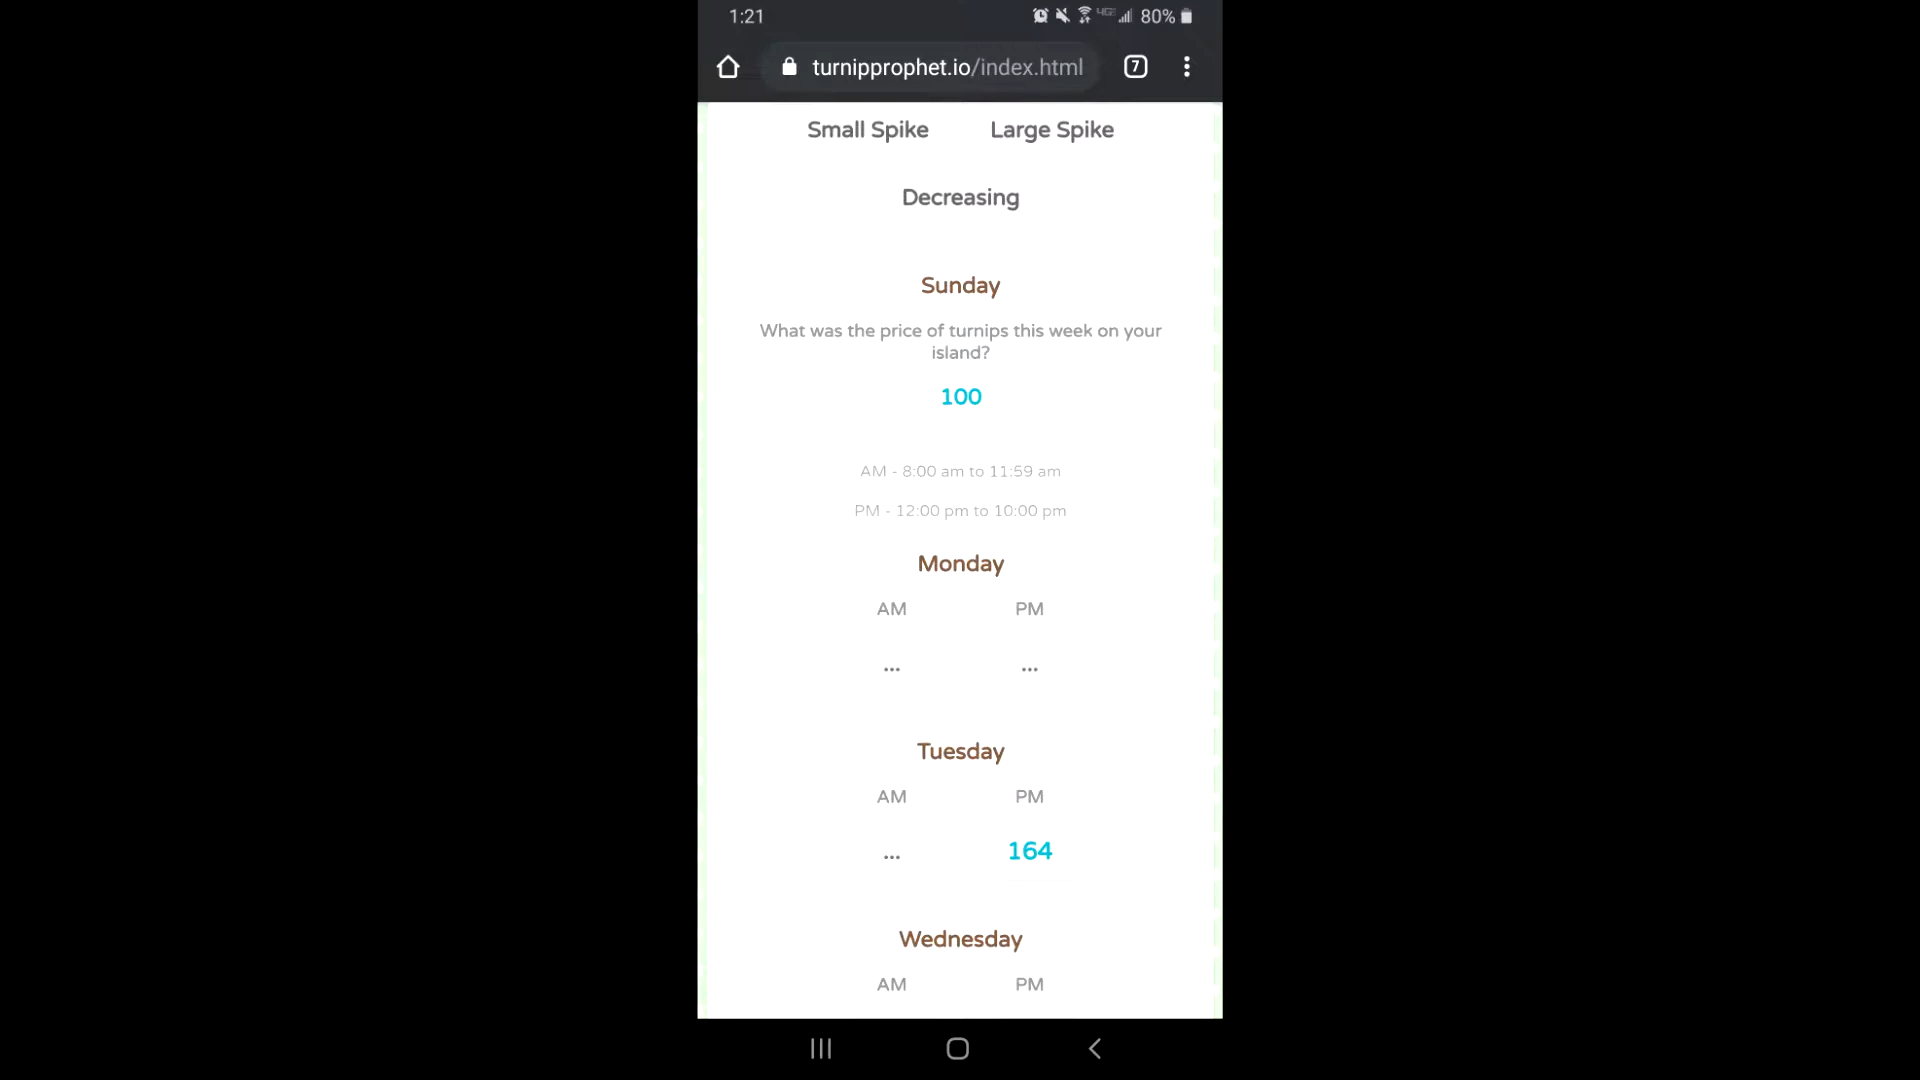 1:21 80%
turnipprophet.io/index.html 7
Small Spike Large Spike
Decreasing
Sunday
What was the price of turnips this week on your
island?
100
AM - 8:00 am to 11:59 am
PM - 12:00 pm to 10:00 pm
Monday
AM PM
... ...
Tuesday
AM PM
... 164
Wednesday
AM PM